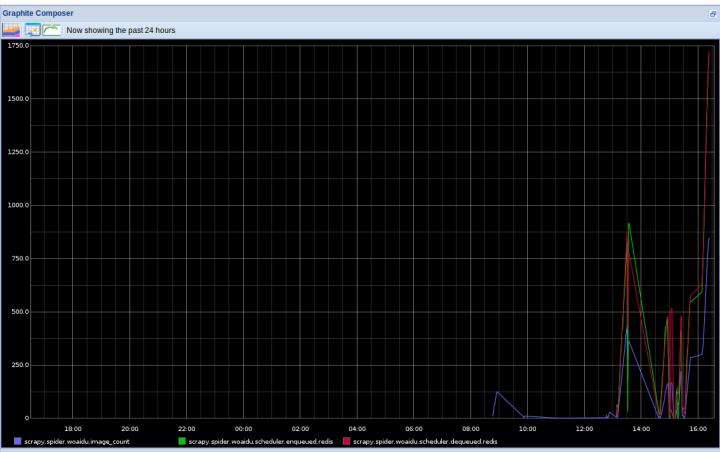 Graphite Composer
Now showing the past 24 hours
1750.0
1500.0
1250.0
1000.0
750.0
500.0
250.0
0
18:00 20:00 22:00 00:00 02:00 04:00 06:00 08:00 10:00 12:00 14:00 16:00
scrapy.spider.woaidu.image_count scrapy.spider.woaidu.scheduler.enqueued.redis scrapy.spider.woaidu.scheduler.dequeued.redis